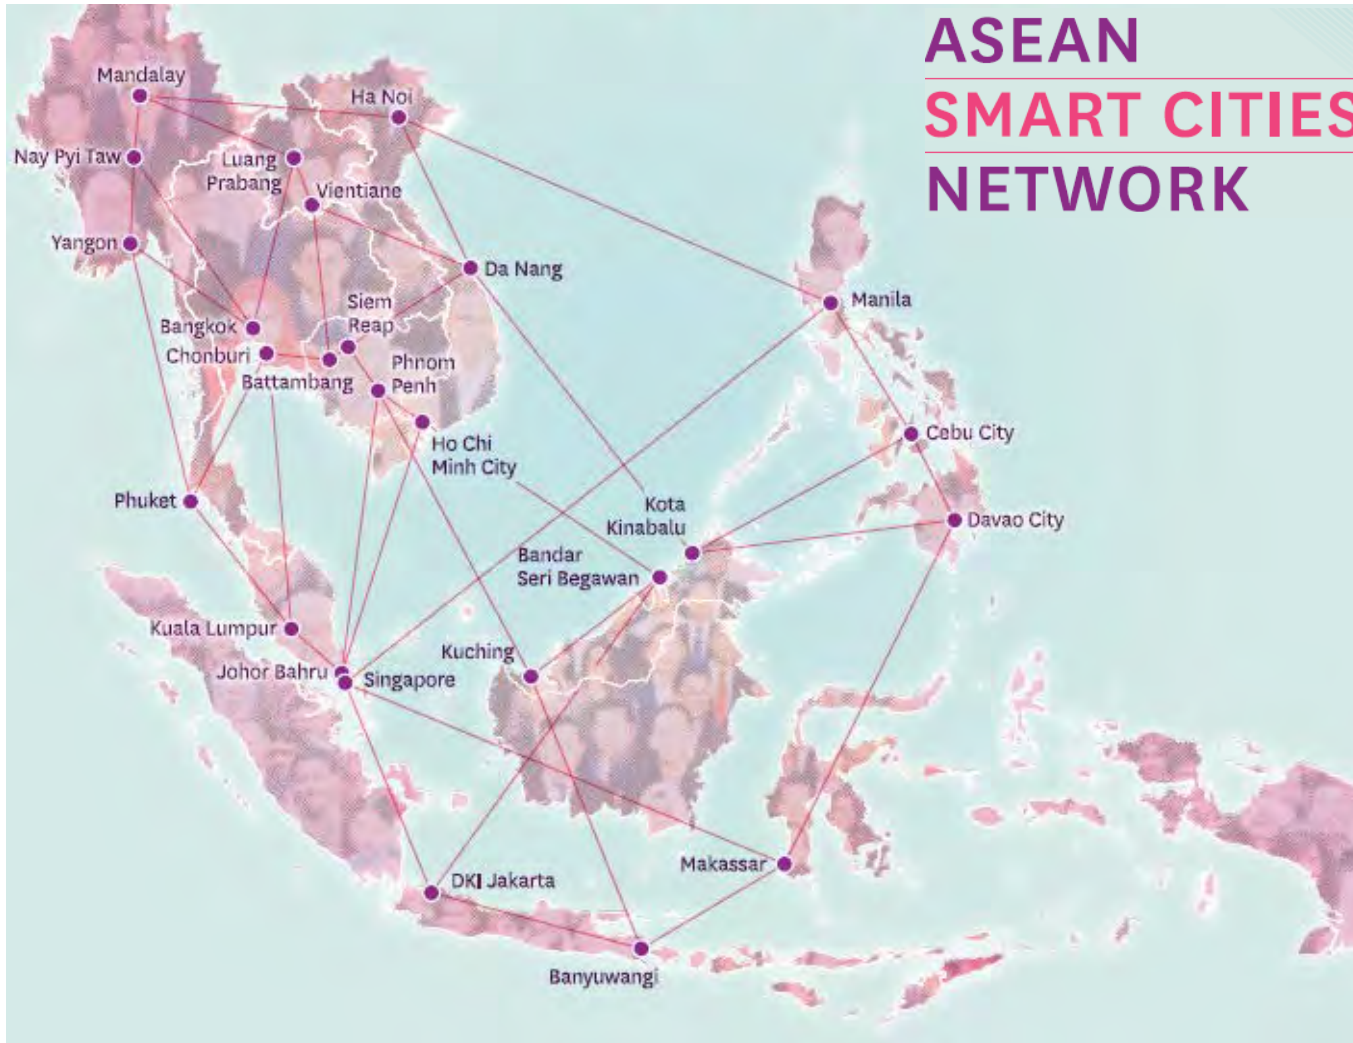 ASEAN
SMART CITIES
NETWORK
Mandalay
Ha Noi
Nay Pyi Taw
Luang
Prabang
Vientiane
Yangon
Da Nang
Siem
Reap
Manila
Bangkok
Chonburi
Battambang
Phnom
Penh
Ho Chi
Minh City
Cebu City
Phuket
Kota
Kinabalu
Davao City
Bandar
Seri Begawan
Kuala Lumpur
Kuching
Johor Bahru
Singapore
Makassar
DKI Jakarta
Banyuwangi